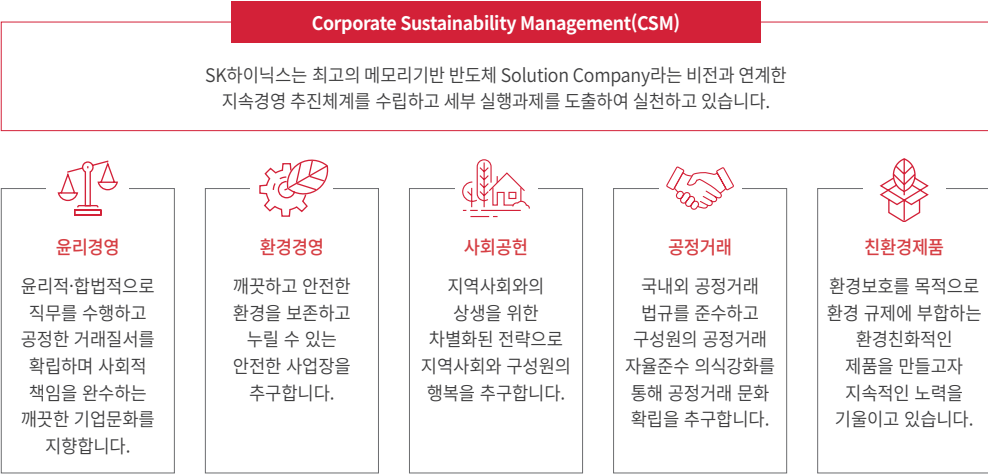 Corporate Sustainability Management(CSM)
SK하이닉스는 최고의 메모리기반 반도체 Solution Company라는 비전과 연계한
지속경영 추진체계를 수립하고 세부 실행과제를 도출하여 실천하고 있습니다.
윤리경영
윤리적·합법적으로
직무를 수행하고
공정한 거래질서를
확립하며 사회적
책임을 완수하는
깨끗한 기업문화를
지향합니다.
환경경영
깨끗하고 안전한
환경을 보존하고
누릴 수 있는
안전한 사업장을
추구합니다.
사회공헌
지역사회와의
상생을 위한
차별화된 전략으로
지역사회와 구성원의
행복을 추구합니다.
공정거래
국내외 공정거래
법규를 준수하고
구성원의 공정거래
자율준수 의식강화를
통해 공정거래 문화
확립을 추구합니다.
친환경제품
환경보호를 목적으로
환경 규제에 부합하는
환경친화적인
제품을 만들고자
지속적인 노력을
기울이고 있습니다.